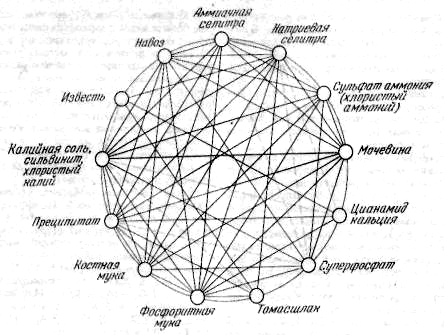 Аммиачная
селитра
Натриевая
селитра
Сульфат аммония
(хлористый
аммоний)
Мочевина
Цианамид
кальция
Суперфосфат
Томасшлак
Фосфоритная
мука
Костная
мука
Преципитат
Калийная соль,
сильвинит,
хлористый
калий
Известь
Навоз